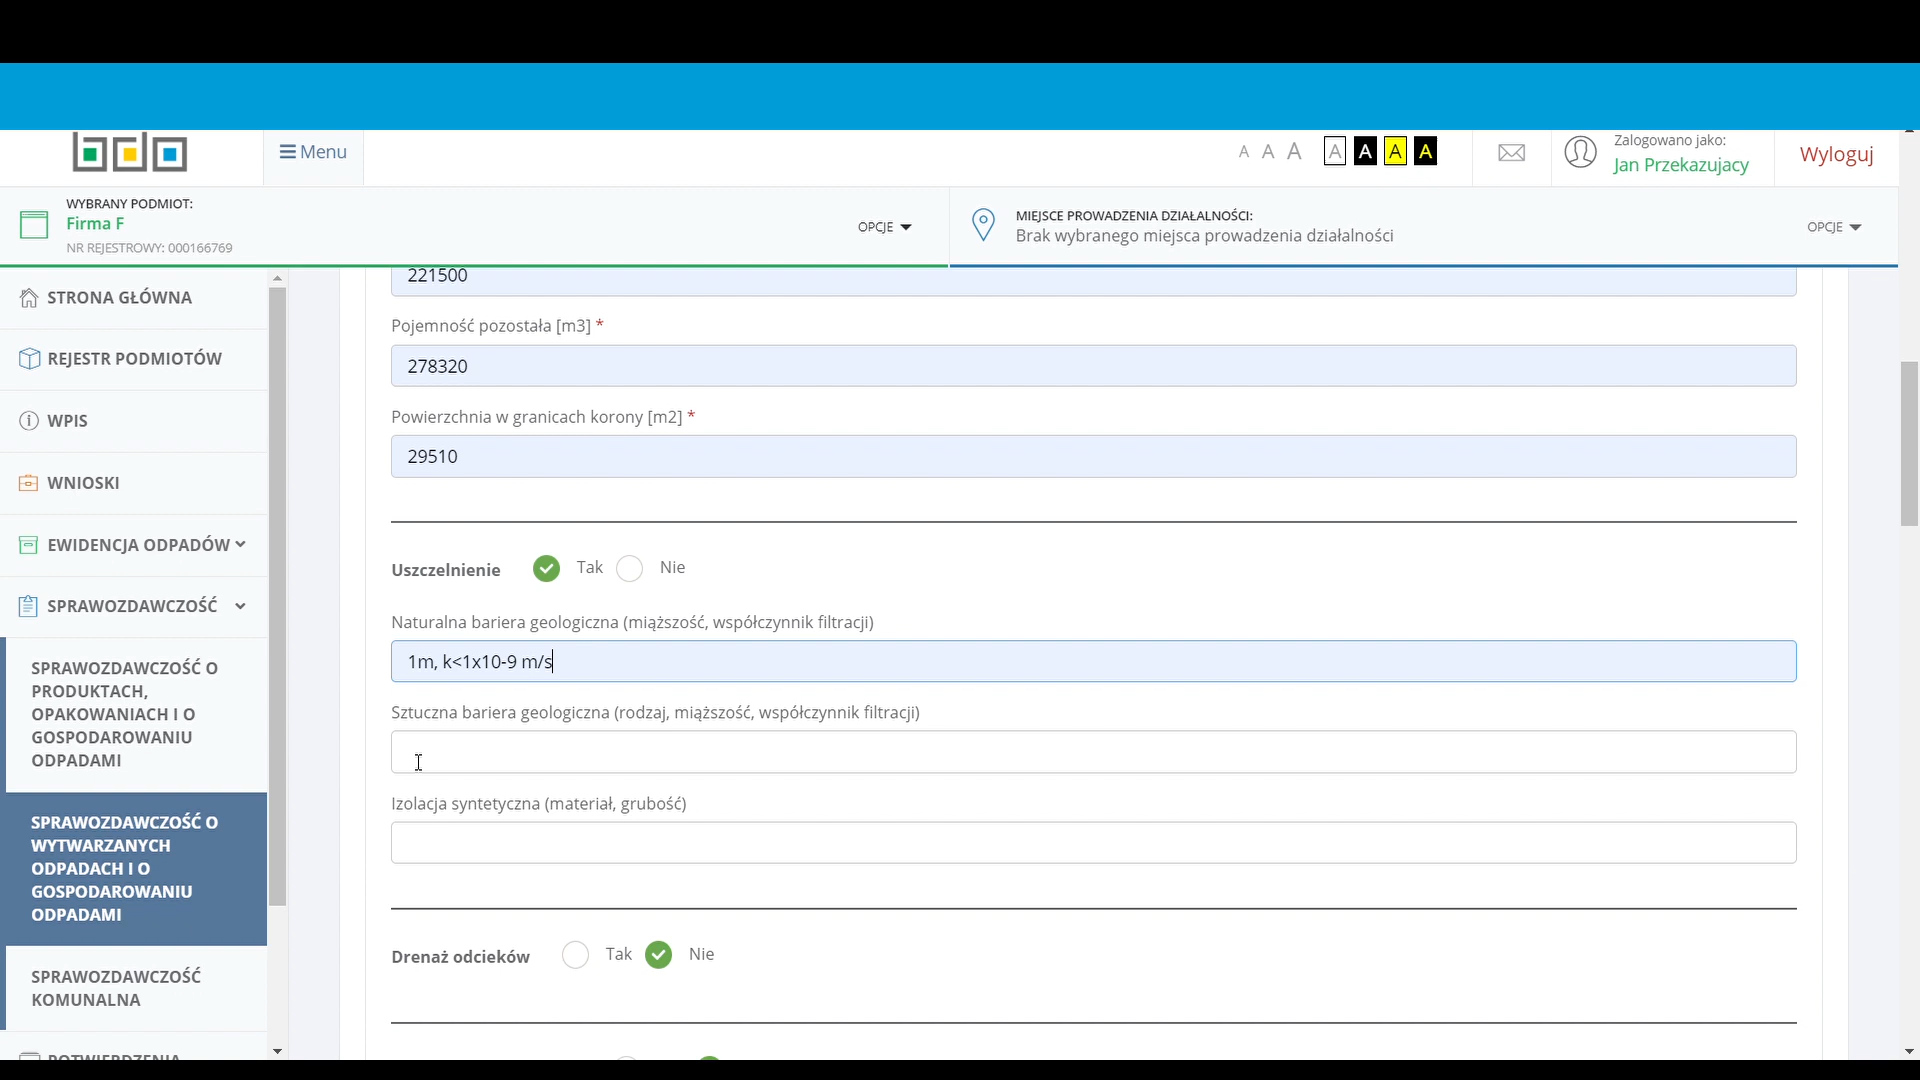 bdo
Menu
A A A A A A A
Zalogowano jako:
Jan Przekazujacy
Wyloguj
WYBRANY PODMIOT:
Firma F
NR REJESTROWY: 000166769
OPCJE
MIEJSCE PROWADZENIA DZIAŁALNOŚCI:
Brak wybranego miejsca prowadzenia działalności
OPCJE
STRONA GŁÓWNA
REJESTR PODMIOTÓW
WPIS
WNIOSKI
EWIDENCJA ODPADÓW
SPRAWOZDAWCZOŚĆ
SPRAWOZDAWCZOŚĆ O
PRODUKTACH,
OPAKOWANIACH I O
GOSPODAROWANIU
ODPADAMI
SPRAWOZDAWCZOŚĆ O
WYTWARZANYCH
ODPADACH I O
GOSPODAROWANIU
ODPADAMI
SPRAWOZDAWCZOŚĆ
KOMUNALNA
POTWIERDZENIA
221500
Pojemność pozostała [m3] *
278320
Powierzchnia w granicach korony [m2] *
29510
Uszczelnienie Tak Nie
Naturalna bariera geologiczna (miąższość, współczynnik filtracji)
1m, k<1x10-9 m/s
Sztuczna bariera geologiczna (rodzaj, miąższość, współczynnik filtracji)
Izolacja syntetyczna (materiał, grubość)
Drenaż odcieków Tak Nie